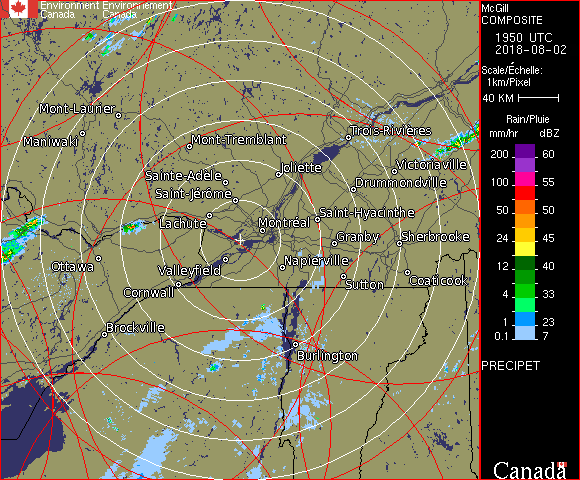 Environment Environnement
Canada Canada
Mont-Laurier
Maniwaki
Mont-Tremblant
Trois-Rivières
Victoriaville
Joliette
Sainte-Adèle
Drummondville
Saint-Jérôme
Lachute
Saint-Hyacinthe
Montréal
Granby
Sherbrooke
Ottawa
Valleyfield
Napierville
Coaticook
Cornwall
Sutton
Brockville
Burlington
McGill
COMPOSITE
1950 UTC
2018-08-02
Scale/Échelle:
1km/Pixel
40 KM
Rain/Pluie
mm/hr dBZ
200 60
150 57
100 55
50 50
24 45
12 40
4 33
1 23
0.1 7
PRECIPET
Canada